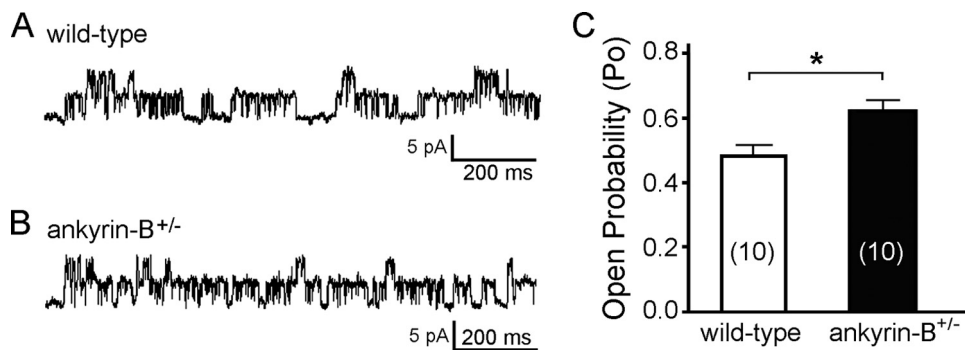 A wild-type
5 pA
200 ms
B ankyrin-B+/-
5 pA 200 ms
C
Open Probability (Po)
0.8
0.6
0.4
0.2
0.0
*
(10) (10)
wild-type ankyrin-B+/-